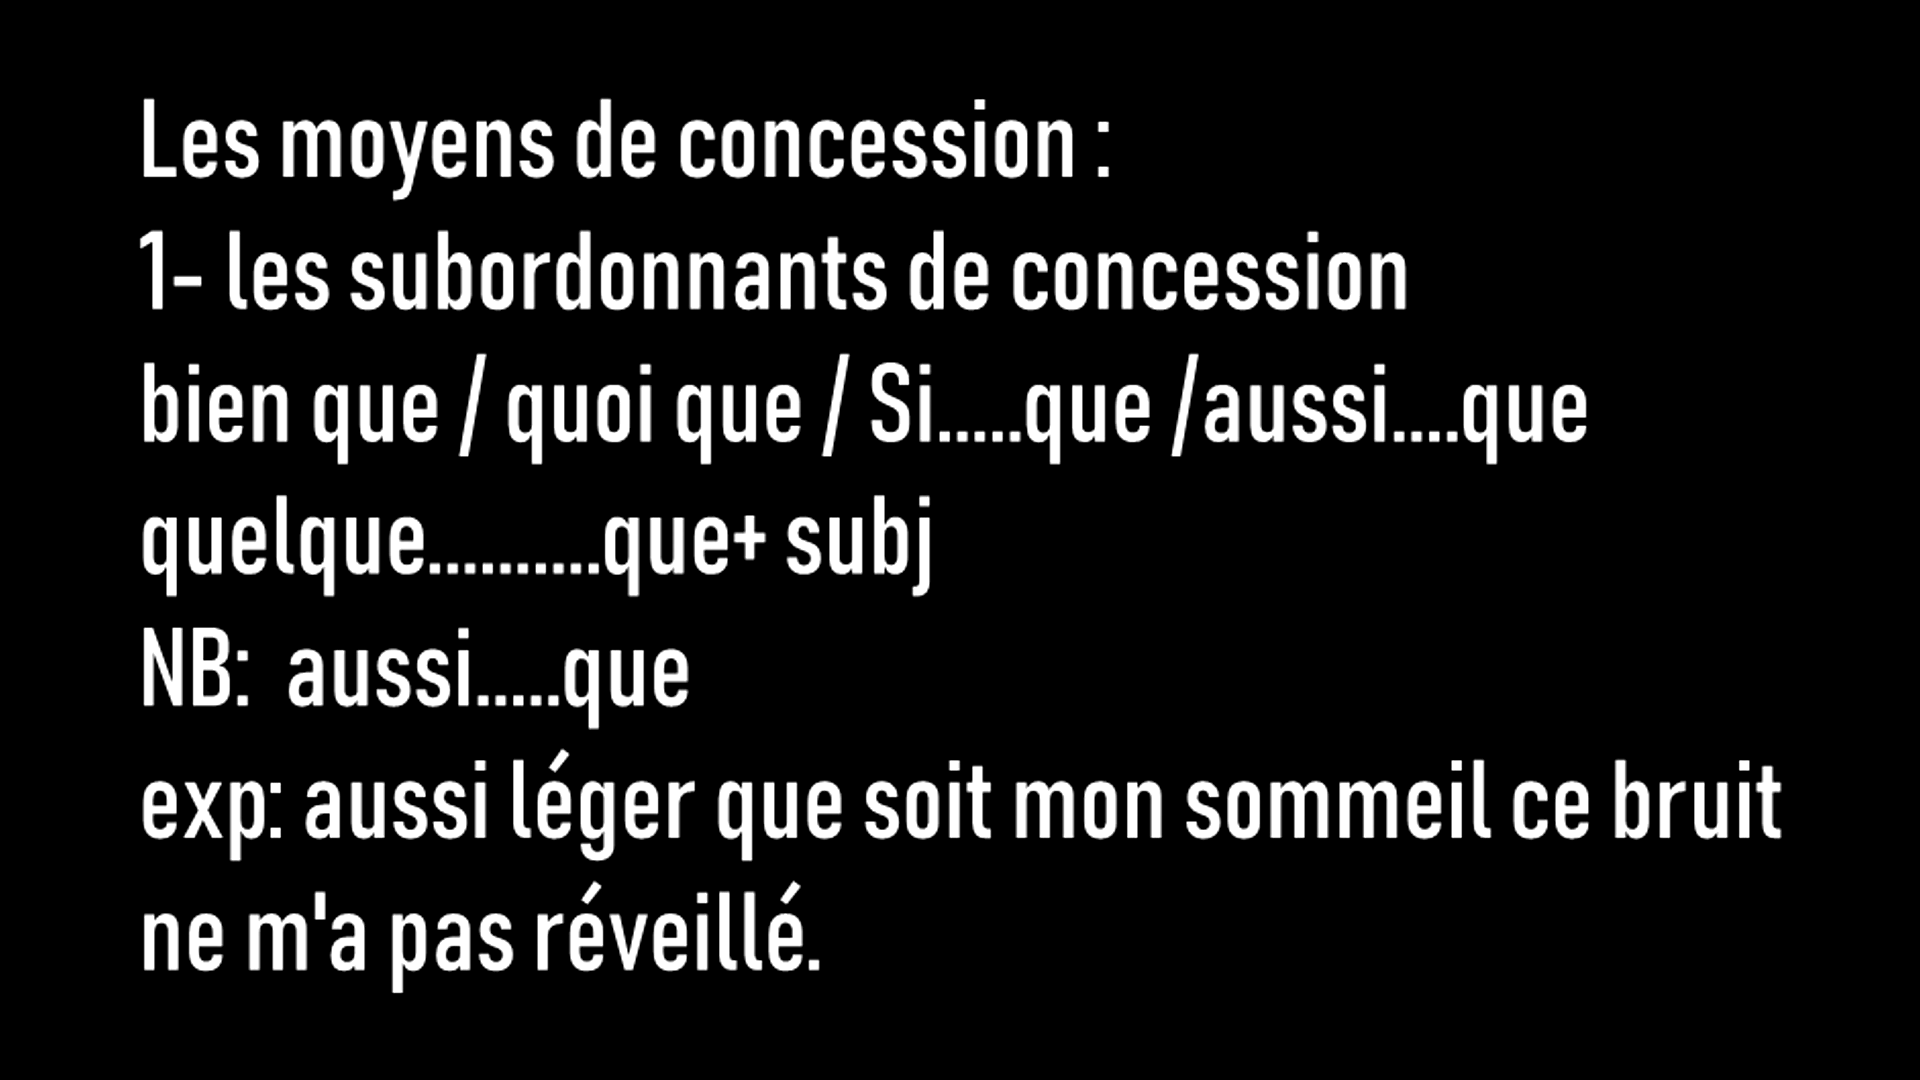 Les moyens de concession :
1- les subordonnants de concession
bien que / quoi que / Si.....que /aussi....que
quelque..........que+ subj
NB:  aussi.....que
exp: aussi léger que soit mon sommeil ce bruit
ne m'a pas réveillé.